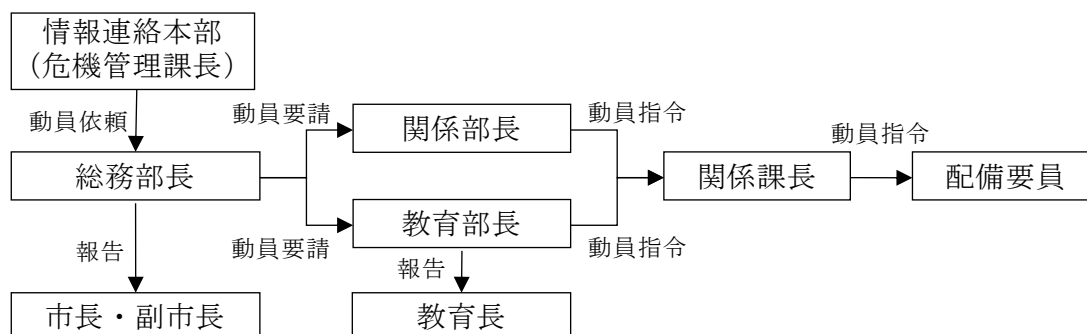 情報連絡本部
（危機管理課長）
動員依頼
動員要請
関係部長
動員指令
動員指令
総務部長
関係課長
配備要員
教育部長
報告
動員要請
動員指令
報告
市長・副市長
教育長